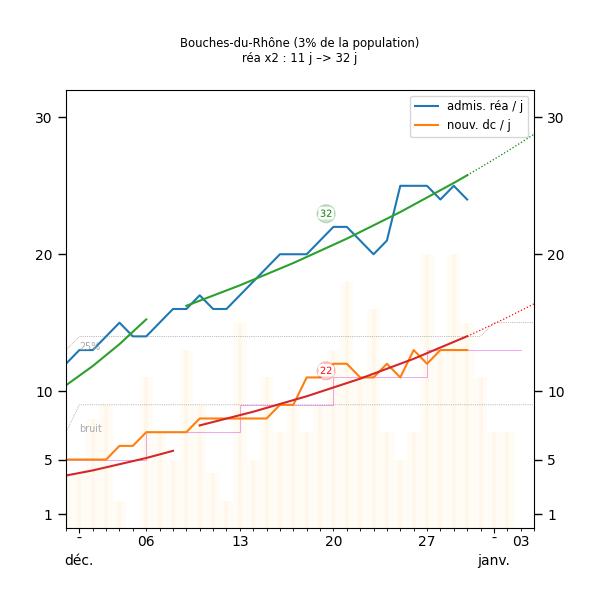 Bouches-du-Rhône (3% de la population)
réa x2 : 11 j –> 32 j
admis. réa / j
nouv. dc / j
30
30
32
20
20
25%
22
10
10
bruit
5
5
1
1
-
06
13
20
27
-
03
déc.
janv.